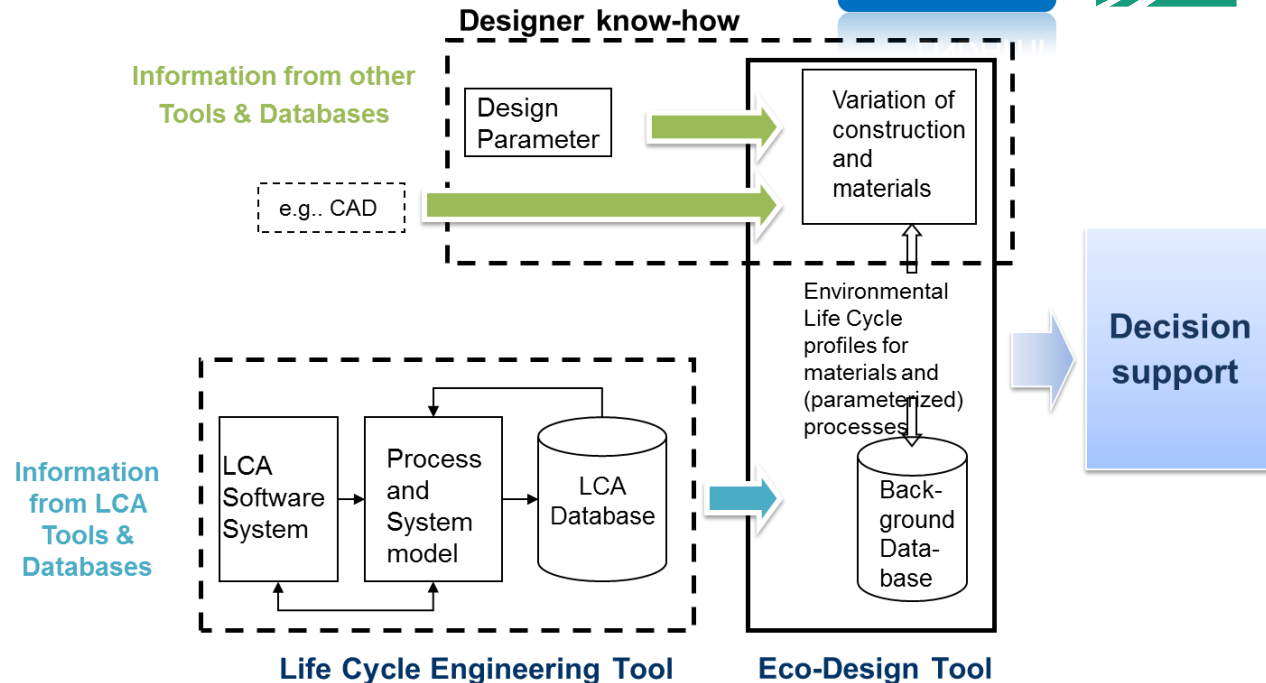 Designer know-how
Information from other
Tools & Databases
Design
Parameter
Variation of
construction
and
materials
e.g.. CAD
Environmental
Life Cycle
profiles for
materials and
(parameterized)
processes
Decision
support
Information
from LCA
Tools &
Databases
LCA
Software
System
Process
and
System
model
LCA
Database
Back-
ground
Data-
base
Life Cycle Engineering Tool
Eco-Design Tool